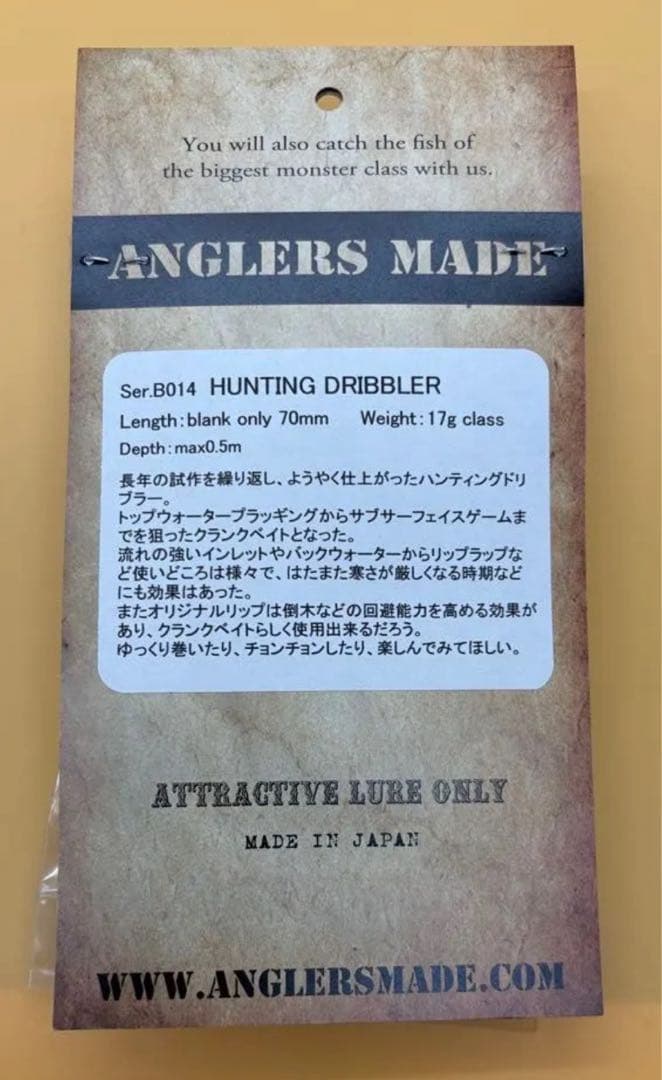 You will also catch the fish of
the biggest monster class with us.
ANGLERS MADE
Ser.B014 HUNTING DRIBBLER
Length:blank only 70mm Weight:17g class
Depth:max0.5m
長年の試作を繰り返し、ようやく仕上がったハンティングドリ
ブラー。
トップウォータープラッギングからサブサーフェイスゲームま
でを狙ったクランクベイトとなった。
流れの強いインレットやバックウォーターからリップラップな
ど使いどころは様々で、はたまた寒さが厳しくなる時期など
にも効果はあった。
またオリジナルリップは倒木などの回避能力を高める効果が
あり、クランクベイトらしく使用出来るだろう。
ゆっくり巻いたり、チョンチョンしたり、楽しんでみてほしい。
ATTRACTIVE LURE ONLY
MADE IN JAPAN
WWW.ANGLERSMADE.COM